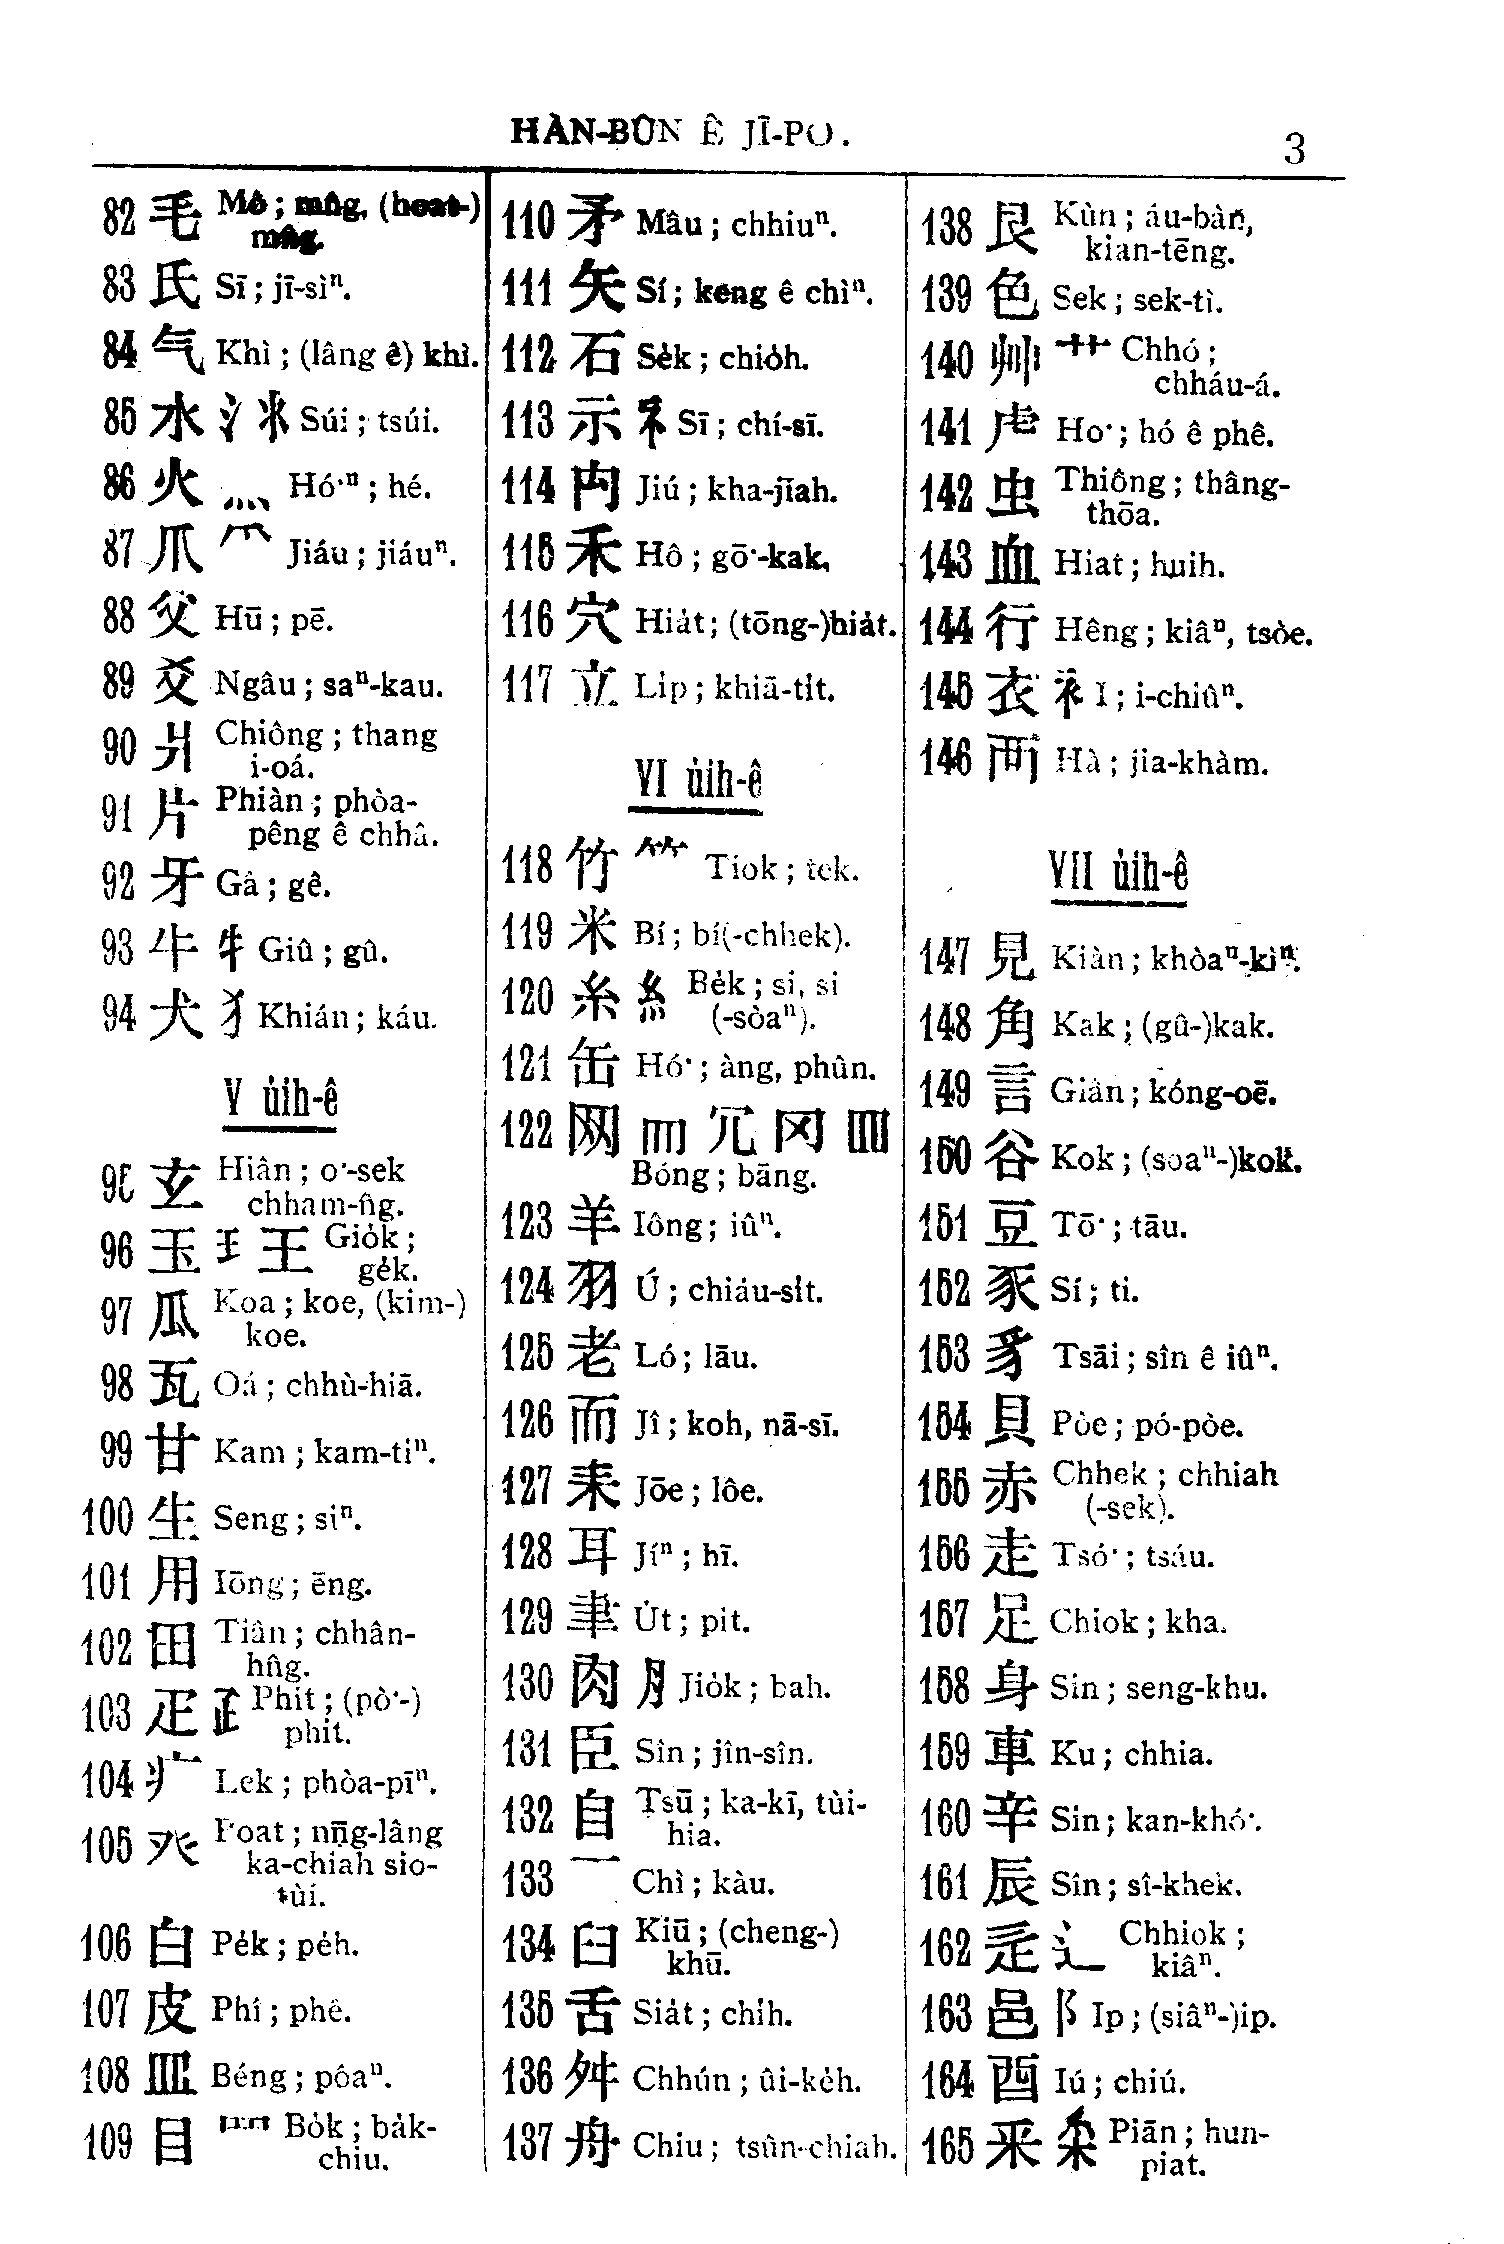 HÀN-BÛN Ê JĪ-PO.
3
82 毛 Mô; mn̂g, (boat-)
mn̂g.
83 氏 Sī; jī-sìⁿ.
84 气 Khì; (lâng ê) khì.
85 水 氵 氺 Súi; tsúi.
86 火 灬 Hó͘ⁿ; hé.
87 爪 爫 Jiáu; jiáuⁿ.
88 父 Hū; pē.
89 爻 Ngâu; saⁿ-kau.
90 爿 Chiông; thang
i-oá.
91 片 Phiàn; phòa-
pêng ê chhâ.
92 牙 Gâ; gê.
93 牛 牜 Giû; gû.
94 犬 犭 Khián; káu.
V u̍ih-ê
95 玄 Hiân; o͘-sek
chham-n̂g.
96 玉 𤣩 王 Gio̍k;
ge̍k.
97 瓜 Koa; koe, (kim-)
koe.
98 瓦 Oá; chhù-hiā.
99 甘 Kam; kam-tiⁿ.
100 生 Seng; siⁿ.
101 用 Iōng; ēng.
102 田 Tiân; chhân-
hn̂g.
103 疋 𤴔 Phit; (pò͘-)
phit.
104 疒 Lek; phòa-pīⁿ.
105 癶 Poat; nn̄g-lâng
ka-chiah sio-
tùi.
106 白 Pe̍k; pe̍h.
107 皮 Phî; phê.
108 皿 Béng; póaⁿ.
109 目 罒 Bo̍k; ba̍k-
chiu.
110 矛 Mâu; chhiuⁿ.
111 矢 Sí; keng ê chìⁿ.
112 石 Se̍k; chio̍h.
113 示 礻 Sī; chí-sī.
114 禸 Jiú; kha-jiah.
115 禾 Hô; gō͘-kak.
116 穴 Hia̍t; (tōng-)hia̍t.
117 立 Li̍p; khiā-ti̍t.
VI u̍ih-ê
118 竹 ⺮ Tiok; tek.
119 米 Bí; bí(-chhek).
120 糸 糹 Be̍k; si, si
(-sòaⁿ).
121 缶 Hó͘; àng, phûn.
122 网 𦉪 𠕀 冈 罒
Bóng; bāng.
123 羊 Iông; iûⁿ.
124 羽 Ú; chiáu-si̍t.
125 老 Ló; lāu.
126 而 Jî; koh, nā-sī.
127 耒 Jōe; lôe.
128 耳 Jíⁿ; hī.
129 聿 U̍t; pit.
130 肉 ⺼ Jio̍k; bah.
131 臣 Sîn; jîn-sîn.
132 自 Tsū; ka-kī, tùi-
hia.
133 Chì; kàu.
134 臼 Kiū; (cheng-)
khū.
135 舌 Sia̍t; chi̍h.
136 舛 Chhún; ûi-ke̍h.
137 舟 Chiu; tsûn-chiah.
138 艮 Kùn; áu-bàn,
kian-tēng.
139 色 Sek; sek-tì.
140 艸 艹 Chhó;
chháu-á.
141 虍 Ho͘; hó ê phê.
142 虫 Thiông; thâng-
thōa.
143 血 Hiat; huih.
144 行 Hêng; kiâⁿ, tsòe.
145 衣 衤 I; i-chiûⁿ.
146 襾 Hà; jia-khàm.
VII u̍ih-ê
147 見 Kiàn; khòaⁿ-kìⁿ.
148 角 Kak; (gû-)kak.
149 言 Giân; kóng-oē.
150 谷 Kok; (soaⁿ-)kok.
151 豆 Tō͘; tāu.
152 豕 Sí; ti.
153 豸 Tsāi; sîn ê iûⁿ.
154 貝 Pòe; pó-pòe.
155 赤 Chhek; chhiah
(-sek).
156 走 Tsó͘; tsáu.
157 足 Chiok; kha.
158 身 Sin; seng-khu.
159 車 Ku; chhia.
160 辛 Sin; kan-khó͘.
161 辰 Sîn; sî-khek.
162 辵 辶 Chhiok;
kiâⁿ.
163 邑 阝 Ip; (siâⁿ-)ip.
164 酉 Iú; chiú.
165 釆 Piān; hun-
piat.